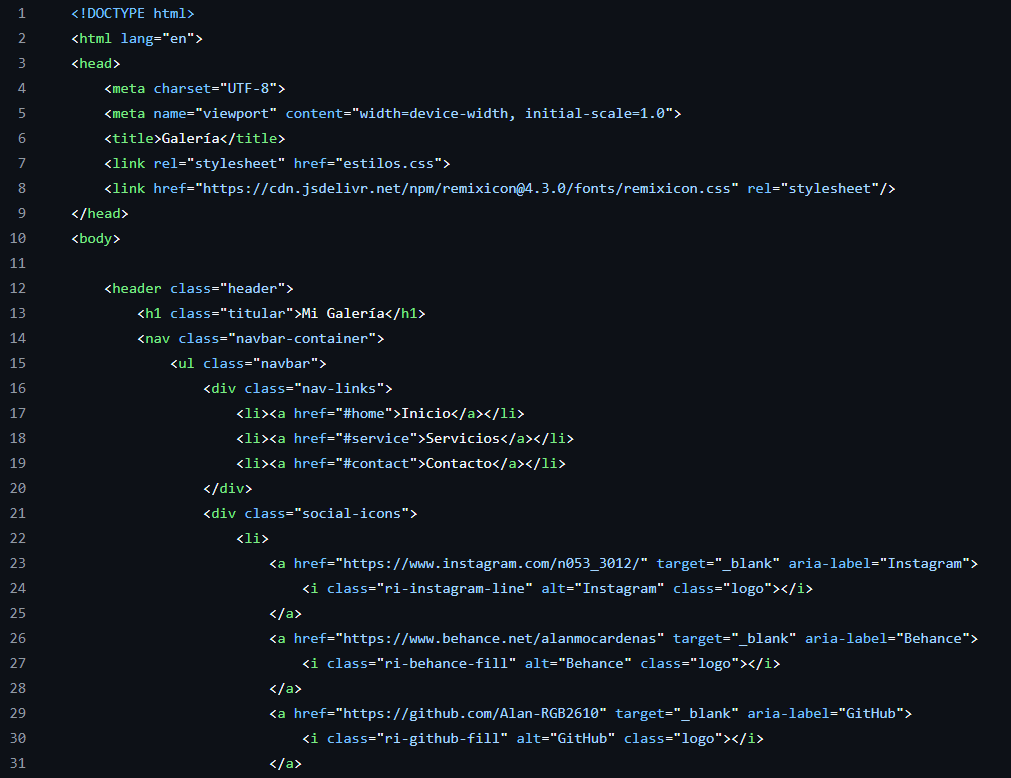 1 <!DOCTYPE html>
2 <html lang="en">
3 <head>
4     <meta charset="UTF-8">
5     <meta name="viewport" content="width=device-width, initial-scale=1.0">
6     <title>Galería</title>
7     <link rel="stylesheet" href="estilos.css">
8     <link href="https://cdn.jsdelivr.net/npm/remixicon@4.3.0/fonts/remixicon.css" rel="stylesheet"/>
9 </head>
10 <body>
11
12     <header class="header">
13         <h1 class="titular">Mi Galería</h1>
14         <nav class="navbar-container">
15             <ul class="navbar">
16                 <div class="nav-links">
17                     <li><a href="#home">Inicio</a></li>
18                     <li><a href="#service">Servicios</a></li>
19                     <li><a href="#contact">Contacto</a></li>
20                 </div>
21                 <div class="social-icons">
22                     <li>
23                         <a href="https://www.instagram.com/n053_3012/" target="_blank" aria-label="Instagram">
24                             <i class="ri-instagram-line" alt="Instagram" class="logo"></i>
25                         </a>
26                         <a href="https://www.behance.net/alanmocardenas" target="_blank" aria-label="Behance">
27                             <i class="ri-behance-fill" alt="Behance" class="logo"></i>
28                         </a>
29                         <a href="https://github.com/Alan-RGB2610" target="_blank" aria-label="GitHub">
30                             <i class="ri-github-fill" alt="GitHub" class="logo"></i>
31                         </a>